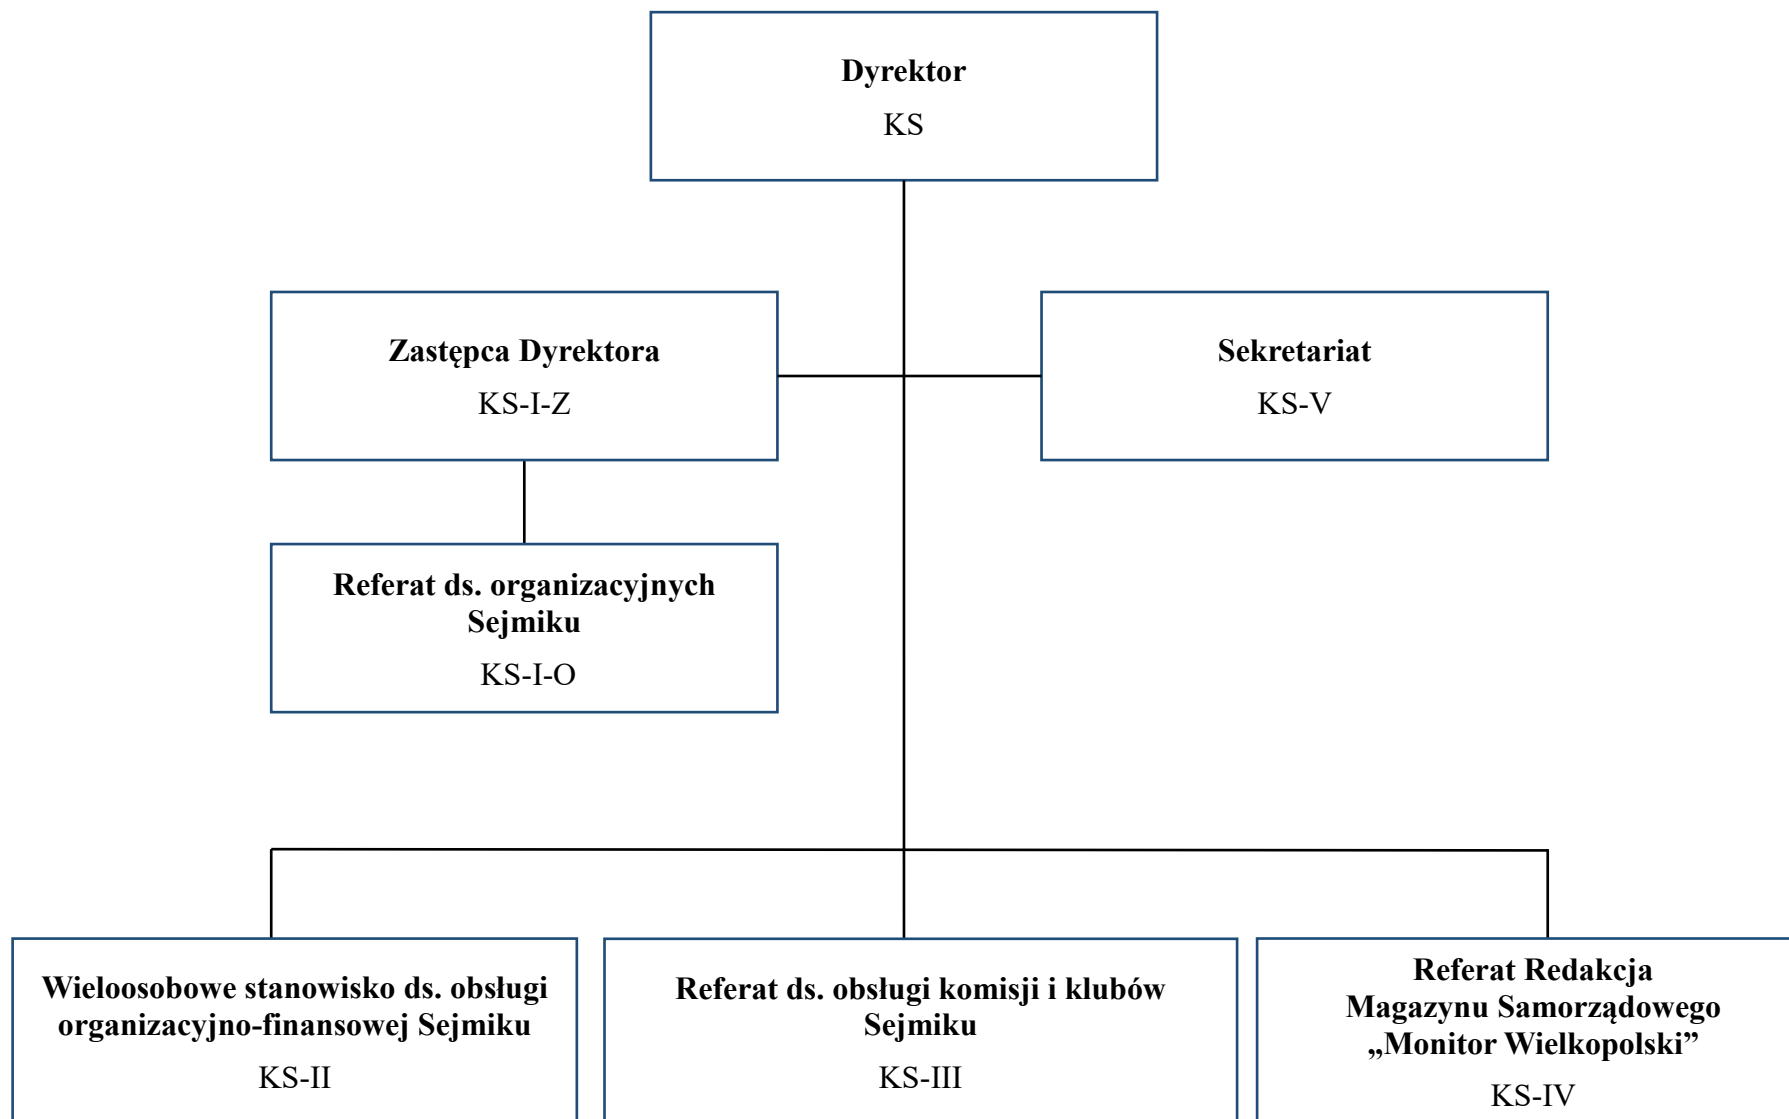 Dyrektor
KS
Zastępca Dyrektora
KS-I-Z
Sekretariat
KS-V
Referat ds. organizacyjnych
Sejmiku
KS-I-O
Wieloosobowe stanowisko ds. obsługi
organizacyjno-finansowej Sejmiku
KS-II
Referat ds. obsługi komisji i klubów
Sejmiku
KS-III
Referat Redakcja
Magazynu Samorządowego
„Monitor Wielkopolski”
KS-IV